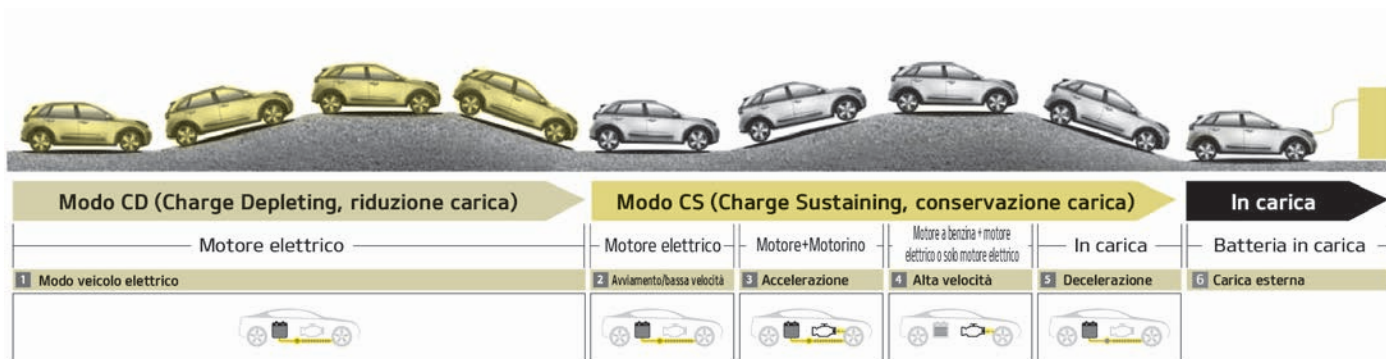 Modo CD (Charge Depleting, riduzione carica)
Modo CS (Charge Sustaining, conservazione carica)
In carica
Motore elettrico
Motore elettrico
Motore+Motorino
Motore a benzina + motore
elettrico o solo motore elettrico
In carica
Batteria in carica
1 Modo veicolo elettrico
2 Avviamento/bassa velocità
3 Accelerazione
4 Alta velocità
5 Decelerazione
6 Carica esterna